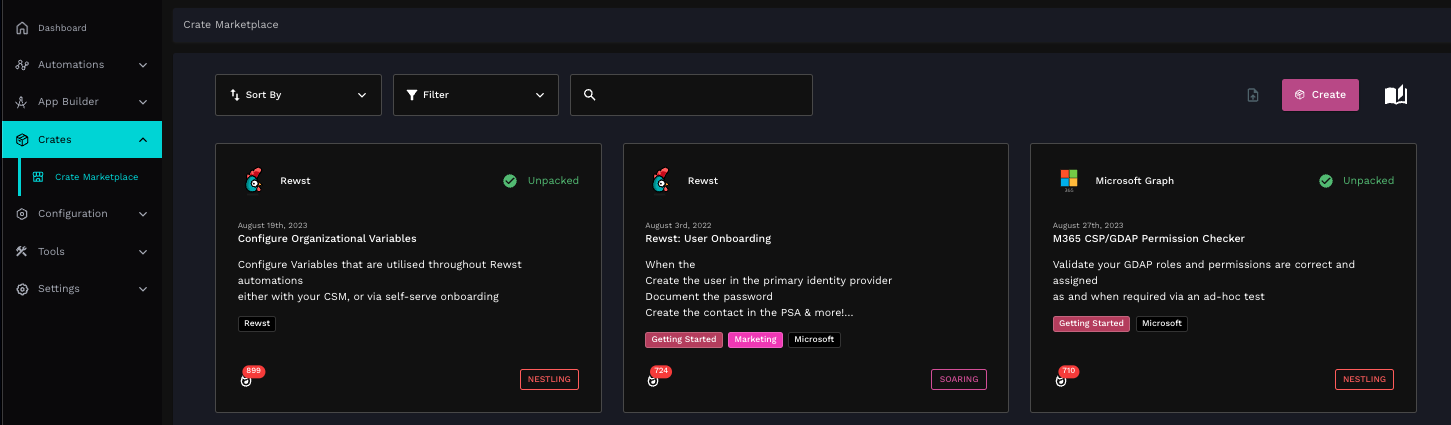 Dashboard
Automations
App Builder
Crates
Crate Marketplace
Configuration
Tools
Settings
Crate Marketplace
Sort By
Filter
Create
Rewst
Unpacked
August 19th, 2023
Configure Organizational Variables
Configure Variables that are utilised throughout Rewst
automations
either with your CSM, or via self-serve onboarding
Rewst
899
NESTLING
Rewst
August 3rd, 2022
Rewst: User Onboarding
When the
Create the user in the primary identity provider
Document the password
Create the contact in the PSA & more!...
Getting Started
Marketing
Microsoft
724
SOARING
365
Microsoft Graph
Unpacked
August 27th, 2023
M365 CSP/GDAP Permission Checker
Validate your GDAP roles and permissions are correct and
assigned
as and when required via an ad-hoc test
Getting Started
Microsoft
710
NESTLING